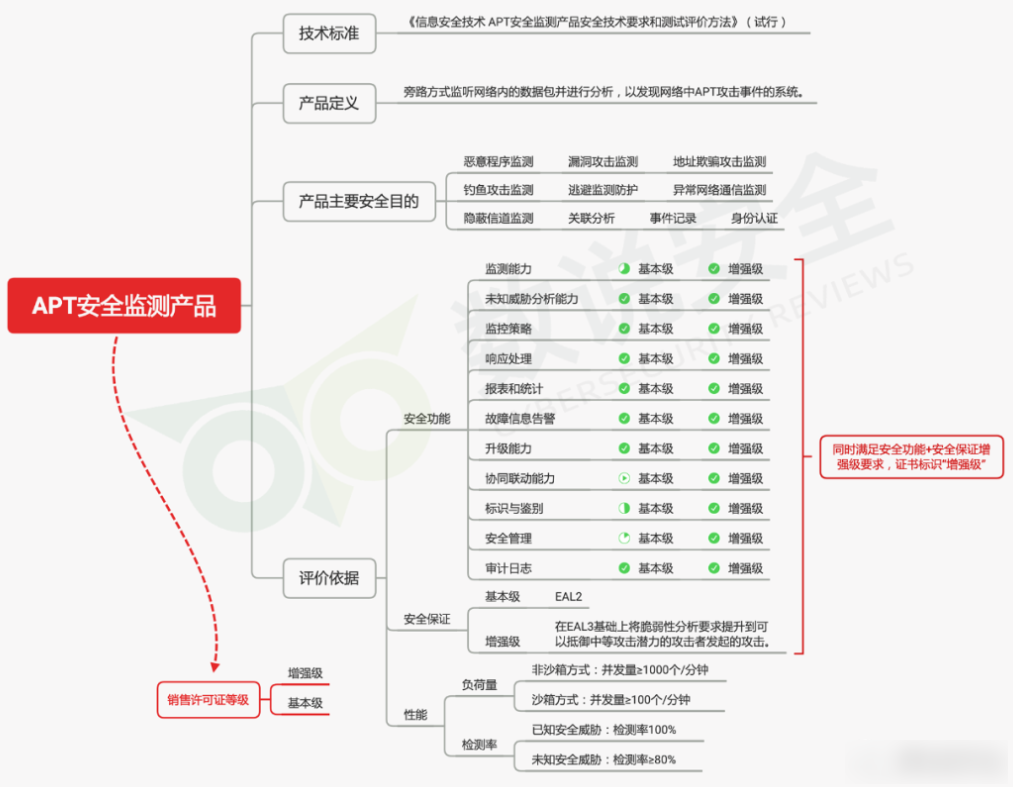 技术标准
《信息安全技术 APT安全监测产品安全技术要求和测试评价方法》（试行）
产品定义
旁路方式监听网络内的数据包并进行分析，以发现网络中APT攻击事件的系统。
产品主要安全目的
恶意程序监测 漏洞攻击监测 地址欺骗攻击监测
钓鱼攻击监测 逃避监测防护 异常网络通信监测
隐蔽信道监测 关联分析 事件记录 身份认证
APT安全监测产品
评价依据
安全功能
监测能力 基本级 增强级
未知威胁分析能力 基本级 增强级
监控策略 基本级 增强级
响应处理 基本级 增强级
报表和统计 基本级 增强级
故障信息告警 基本级 增强级
升级能力 基本级 增强级
协同联动能力 基本级 增强级
标识与鉴别 基本级 增强级
安全管理 基本级 增强级
审计日志 基本级 增强级
同时满足安全功能+安全保证增
强级要求，证书标识"增强级"
安全保证
基本级 EAL2
增强级
在EAL3基础上将脆弱性分析要求提升到可
以抵御中等攻击潜力的攻击者发起的攻击。
性能
负荷量
非沙箱方式：并发量≥1000个/分钟
沙箱方式：并发量≥100个/分钟
检测率
已知安全威胁：检测率100%
未知安全威胁：检测率≥80%
销售许可证等级
增强级
基本级
数说安全
CYBERSECURITY REVIEWS